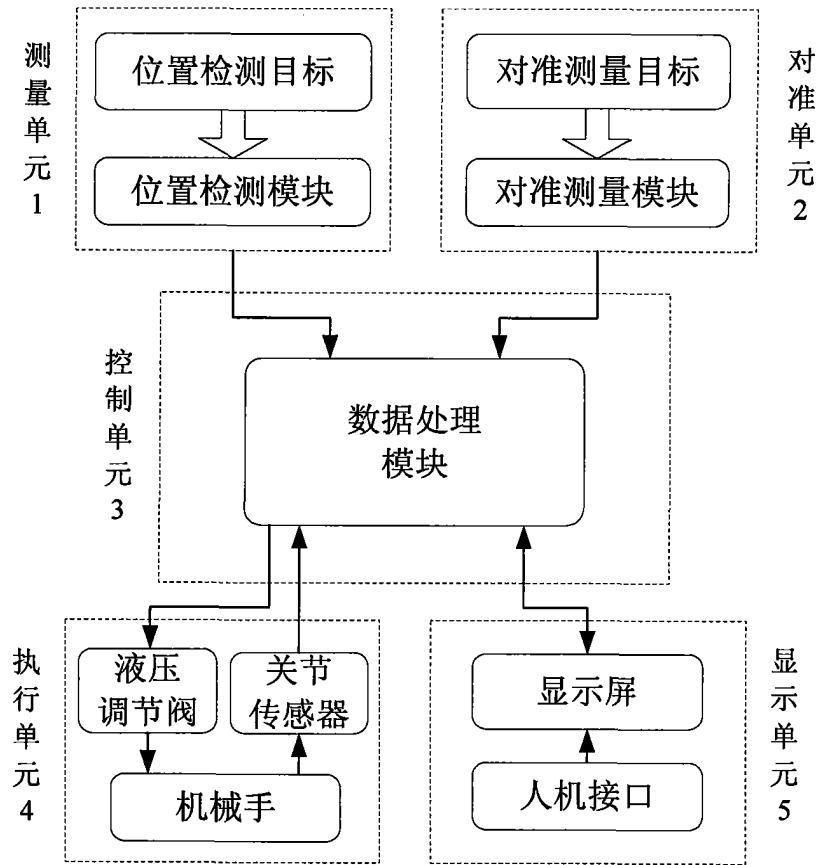 测量单元1
位置检测目标
位置检测模块
对准测量目标
对准测量模块
对准单元2
控制单元3
数据处理
模块
执行单元4
液压
调节阀
关节
传感器
机械手
显示屏
人机接口
显示单元5